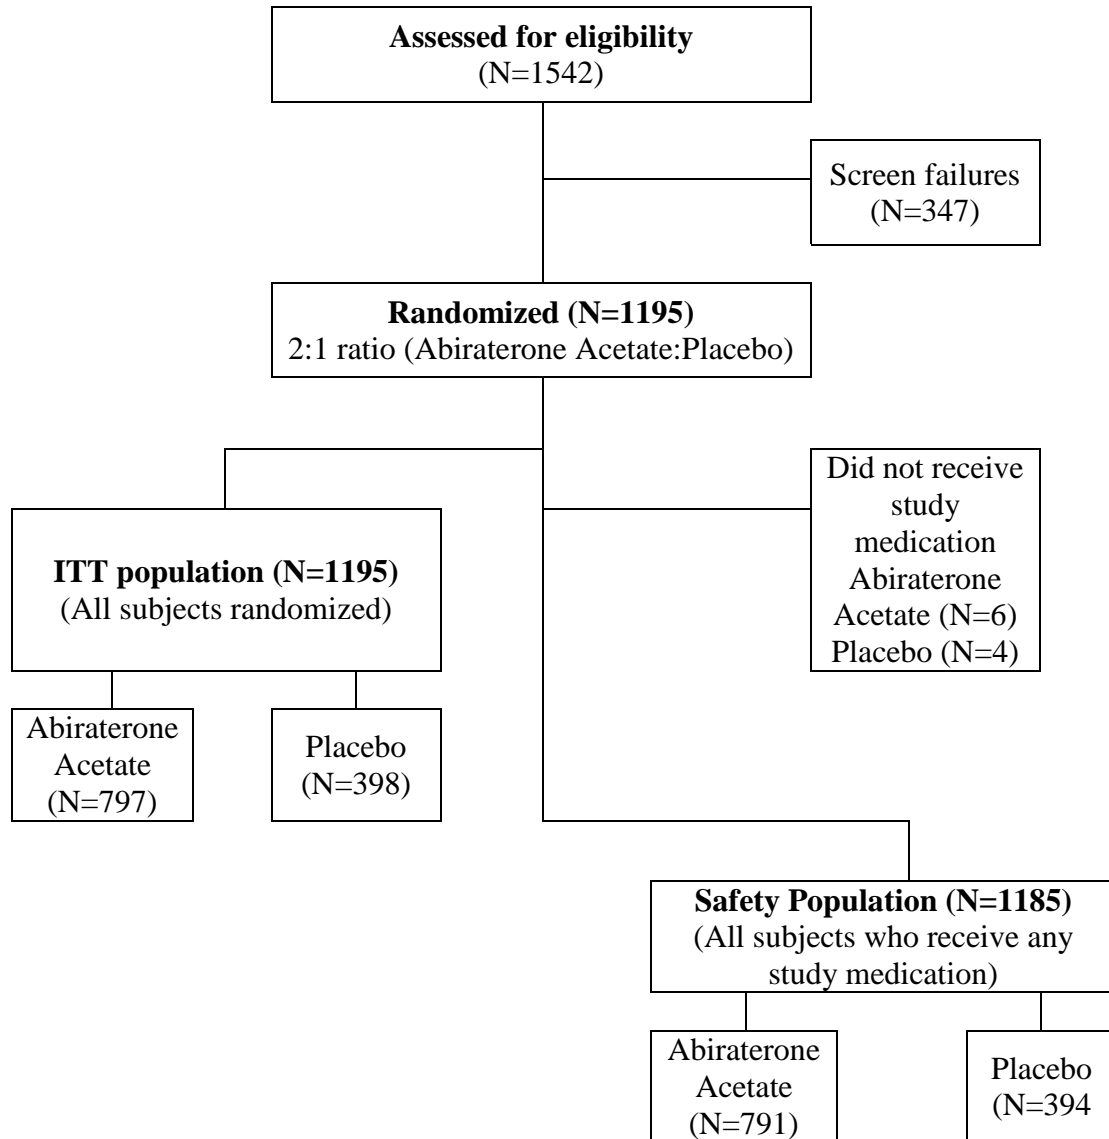 Assessed for eligibility
(N=1542)
Screen failures
(N=347)
Randomized (N=1195)
2:1 ratio (Abiraterone Acetate:Placebo)
Did not receive
study
medication
Abiraterone
Acetate (N=6)
Placebo (N=4)
ITT population (N=1195)
(All subjects randomized)
Abiraterone
Acetate
(N=797)
Placebo
(N=398)
Safety Population (N=1185)
(All subjects who receive any
study medication)
Abiraterone
Acetate
(N=791)
Placebo
(N=394